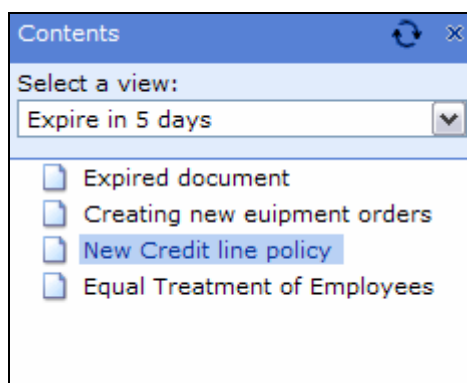 Contents
Select a view:
Expire in 5 days
Expired document
Creating new euipment orders
New Credit line policy
Equal Treatment of Employees